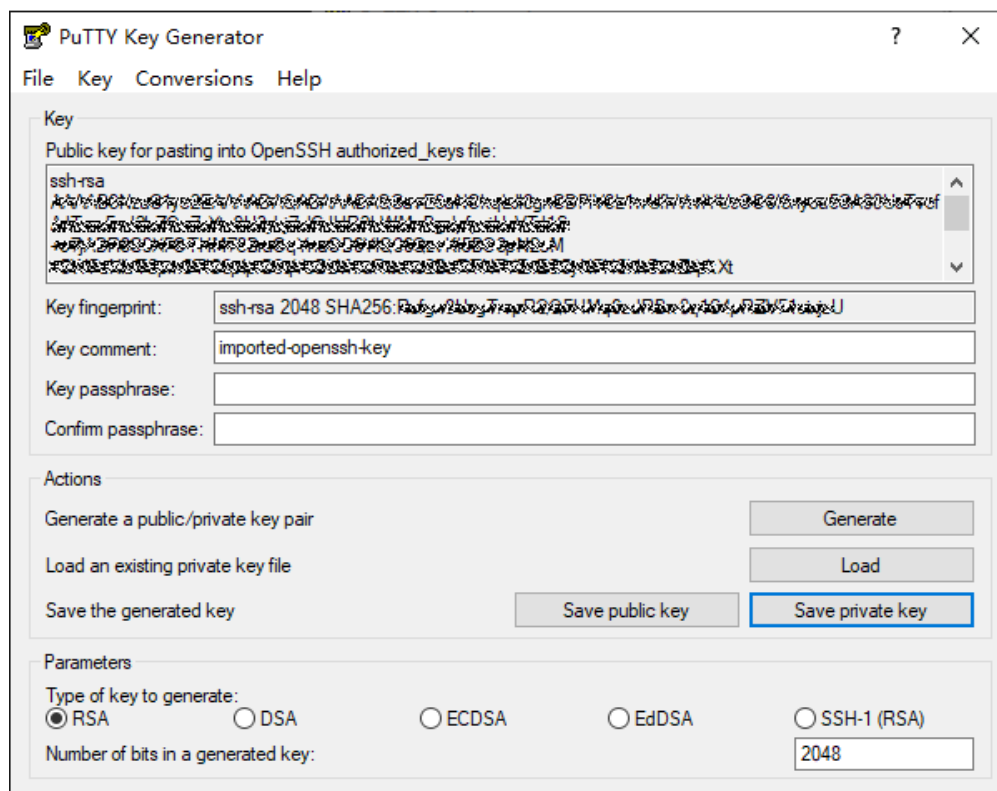 PuTTY Key Generator
?
File Key Conversions Help
Key
Public key for pasting into OpenSSH authorized_keys file:
ssh-rsa
Key fingerprint: ssh-rsa 2048 SHA256:
Key comment: imported-openssh-key
Key passphrase:
Confirm passphrase:
Actions
Generate a public/private key pair Generate
Load an existing private key file Load
Save the generated key Save public key Save private key
Parameters
Type of key to generate:
RSA DSA ECDSA EdDSA SSH-1 (RSA)
Number of bits in a generated key: 2048